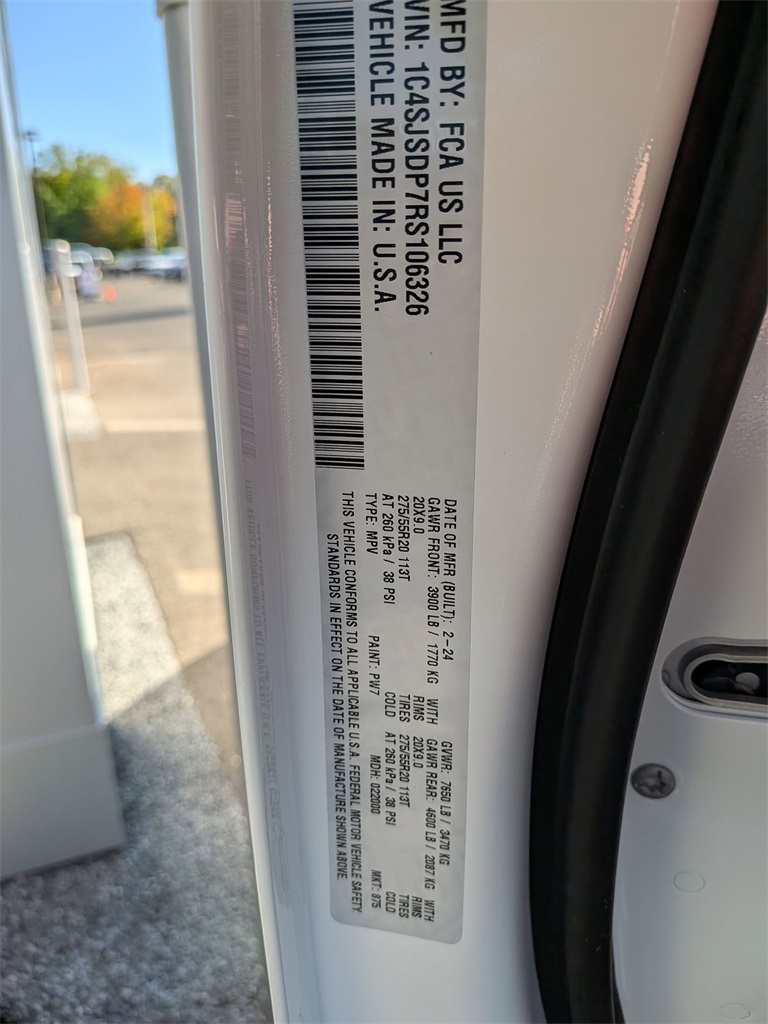 MFD BY: FCA US LLC
VIN: 1C4SJSDP7RS106326
VEHICLE MADE IN: U.S.A.
DATE OF MFR (BUILT): 2-24 GVWR: 7650 LB / 3470 KG
GAWR FRONT: 3900 LB / 1770 KG WITH GAWR REAR: 4600 LB / 2087 KG WITH
20X9.0 RIMS 20X9.0 RIMS
275/55R20 113T TIRES 275/55R20 113T TIRES
AT 260 kPa / 38 PSI COLD AT 260 kPa / 38 PSI COLD
TYPE: MPV PAINT: PW7 MDH: 022000 MKT: 875
THIS VEHICLE CONFORMS TO ALL APPLICABLE U.S.A. FEDERAL MOTOR VEHICLE SAFETY
STANDARDS IN EFFECT ON THE DATE OF MANUFACTURE SHOWN ABOVE.